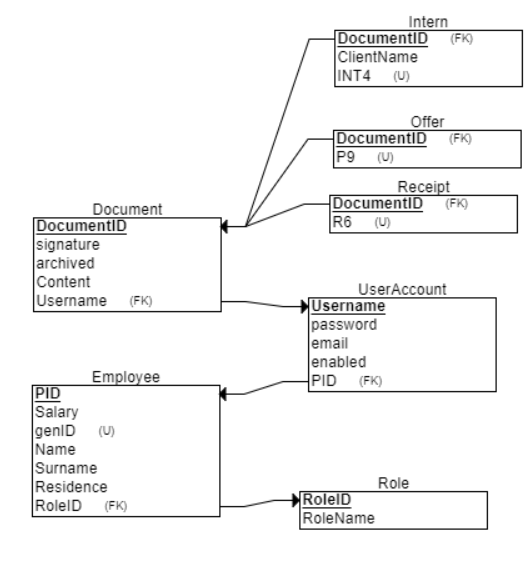 Intern
DocumentID (FK)
ClientName
INT4 (U)
Offer
DocumentID (FK)
P9 (U)
Receipt
DocumentID (FK)
R6 (U)
Document
DocumentID
signature
archived
Content
Username (FK)
UserAccount
Username
password
email
enabled
PID (FK)
Employee
PID
Salary
genID (U)
Name
Surname
Residence
RoleID (FK)
Role
RoleID
RoleName